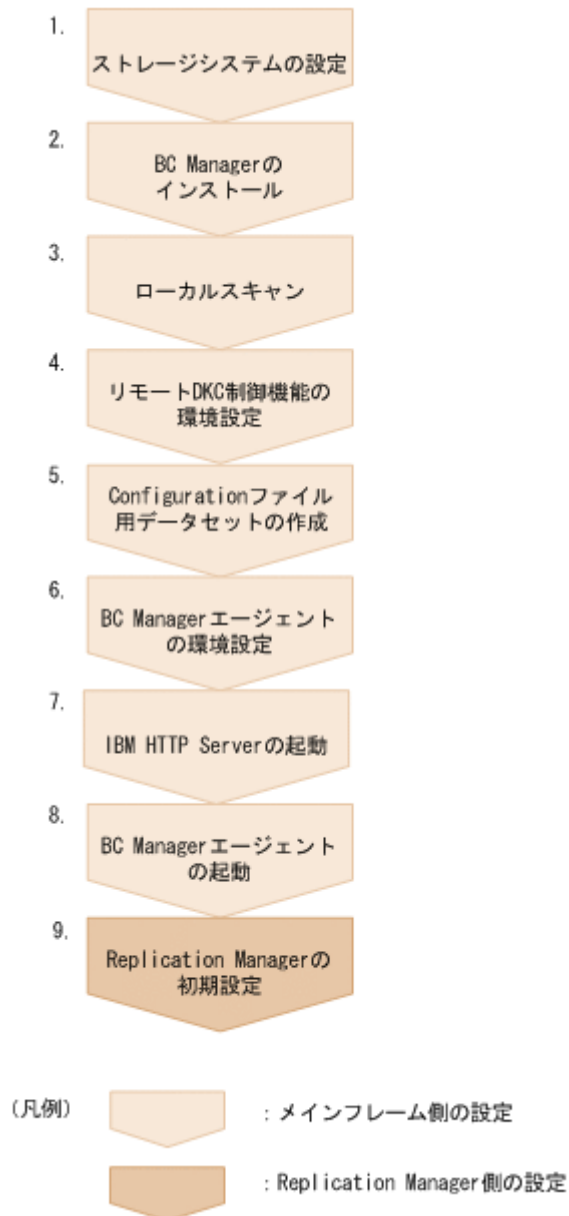 1.
ストレージシステムの設定
2.
BC Managerの
インストール
3.
ローカルスキャン
4.
リモートDKC制御機能の
環境設定
5.
Configurationファイル
用データセットの作成
6.
BC Managerエージェント
の環境設定
7.
IBM HTTP Serverの起動
8.
BC Managerエージェント
の起動
9.
Replication Managerの
初期設定
(凡例)
:メインフレーム側の設定
:Replication Manager側の設定